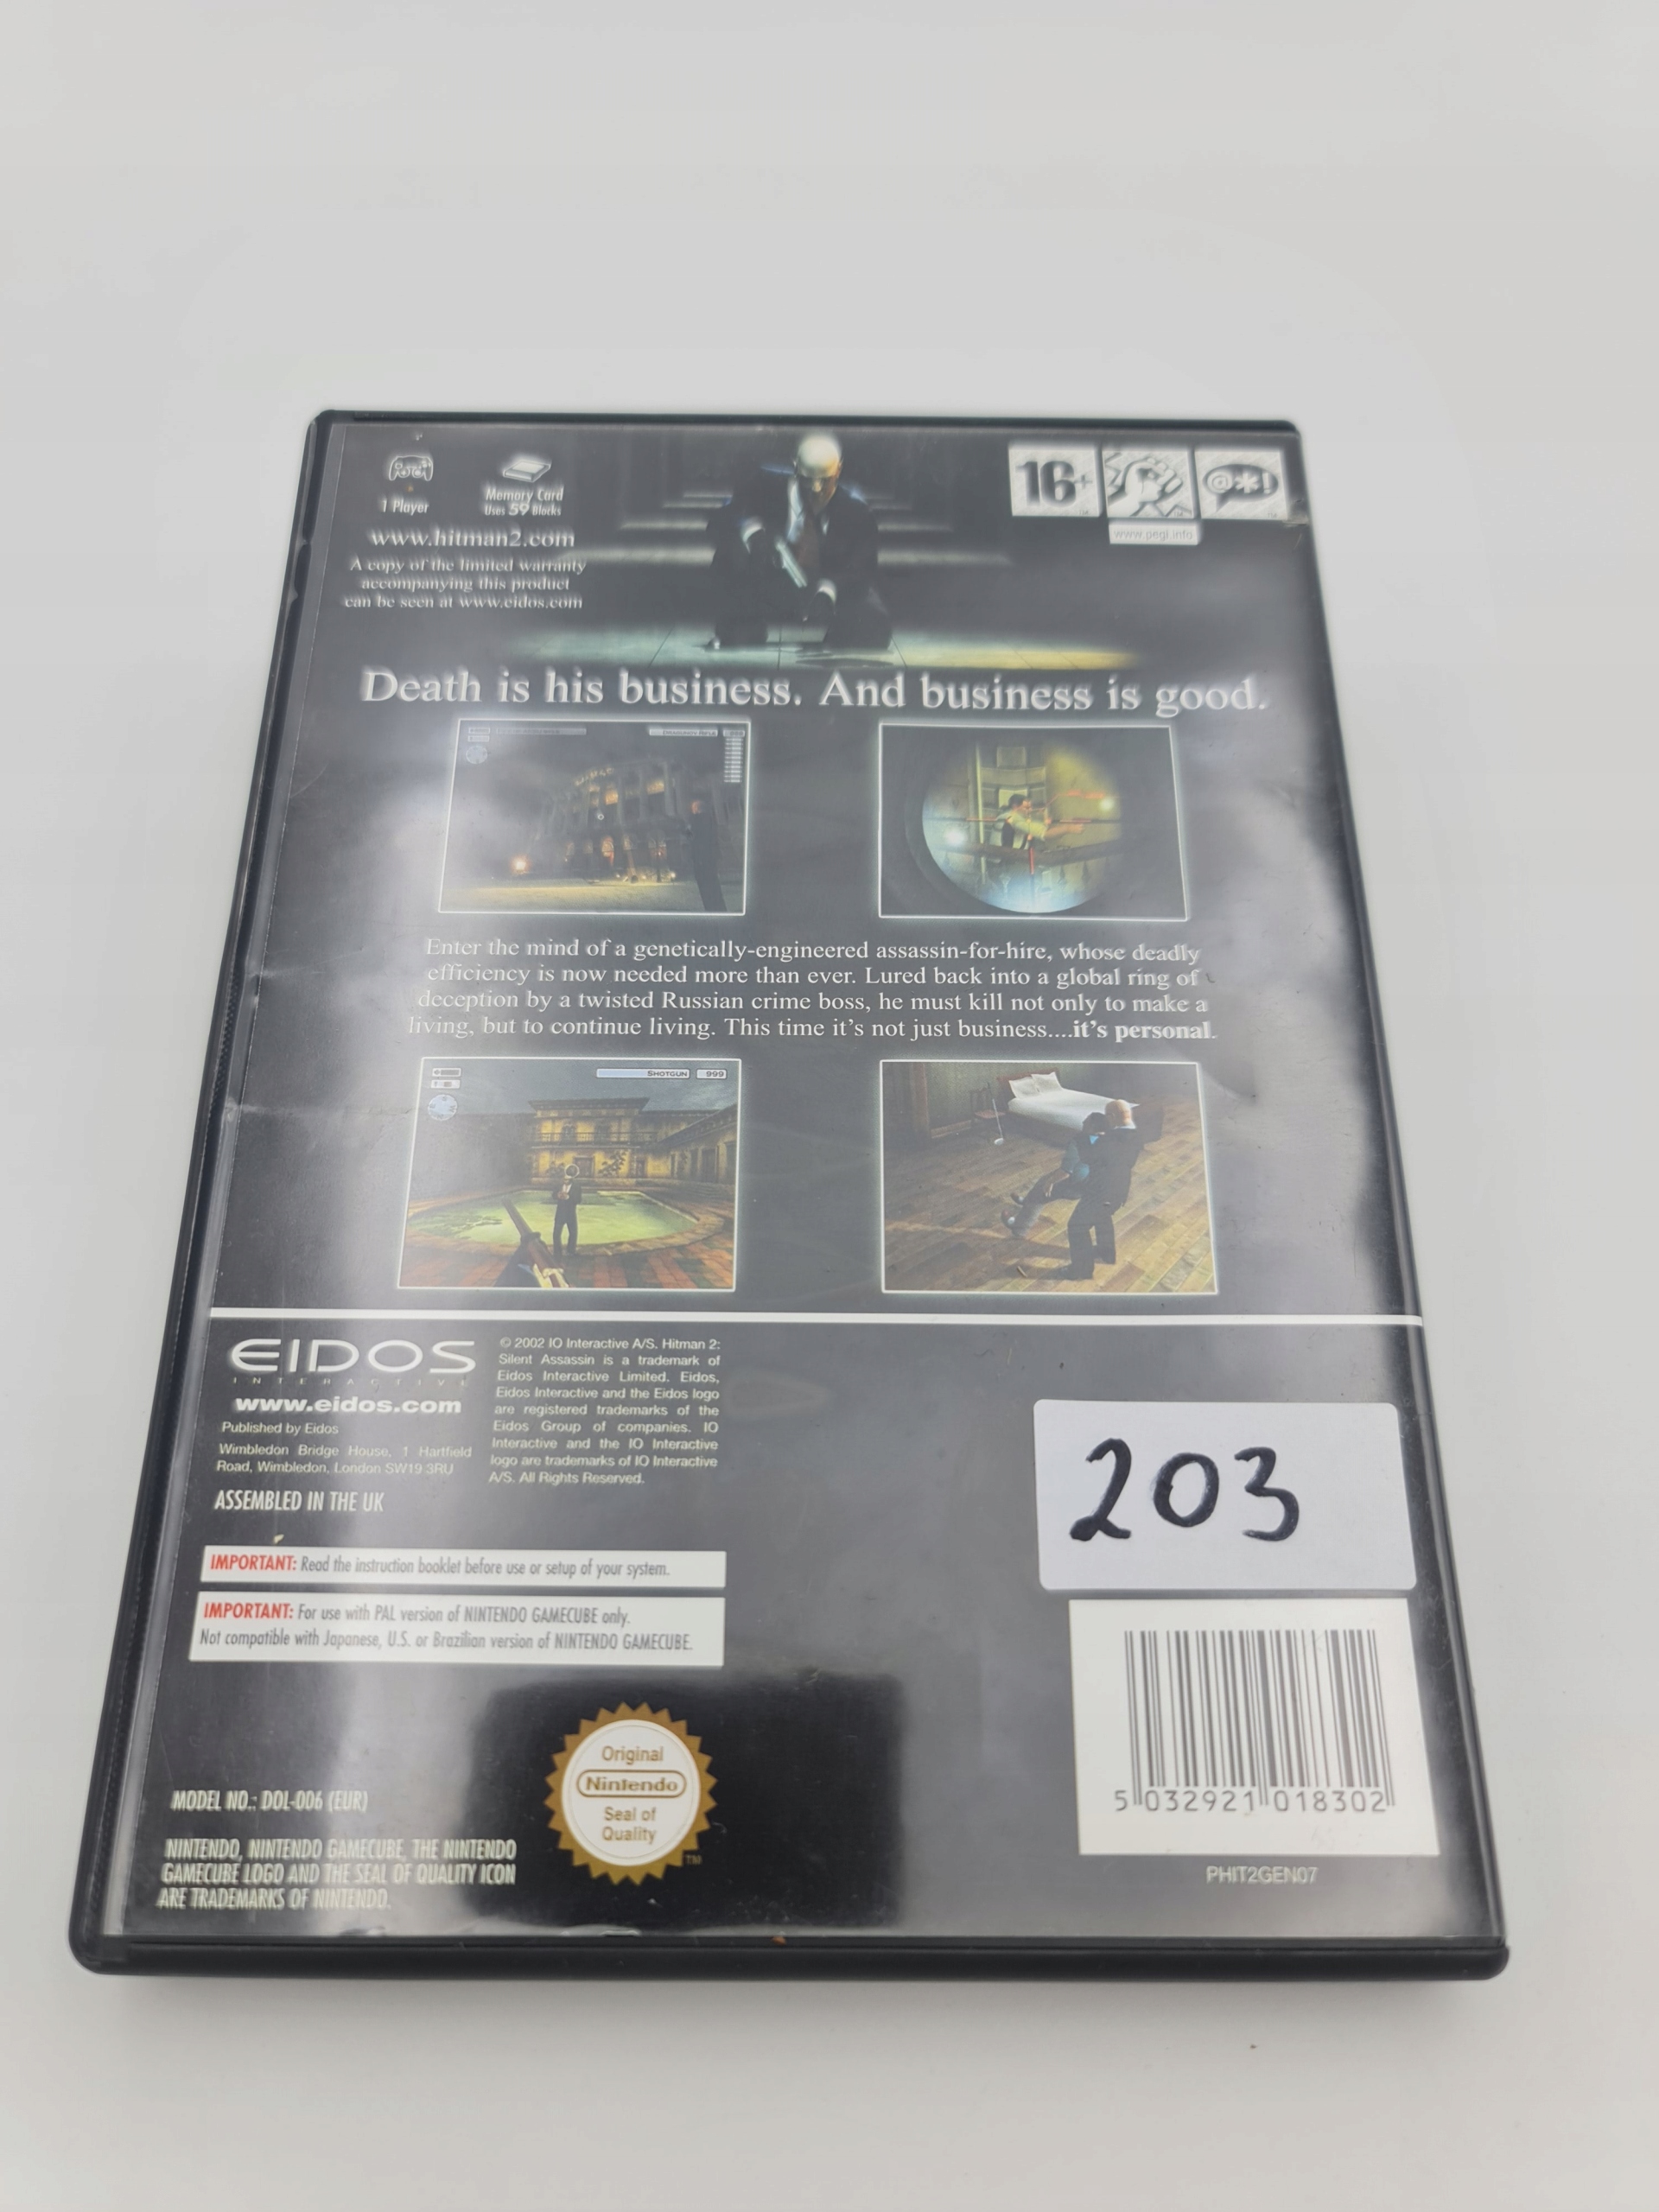 1 Player
Memory Card
Uses 59 Blocks
www.hitman2.com
A copy of the limited warranty
accompanying this product
can be seen at www.eidos.com
16+
@*!
www.pegi.info
Death is his business. And business is good.
Enter the mind of a genetically-engineered assassin-for-hire, whose deadly
efficiency is now needed more than ever. Lured back into a global ring of
deception by a twisted Russian crime boss, he must kill not only to make a
living, but to continue living. This time it's not just business....it's personal.
SHOTGUN 999
EIDOS
INTERACTIVE
www.eidos.com
Published by Eidos
Wimbledon Bridge House, 1 Hartfield
Road, Wimbledon, London SW19 3RU
ASSEMBLED IN THE UK
© 2002 IO Interactive A/S. Hitman 2:
Silent Assassin is a trademark of
Eidos Interactive Limited. Eidos,
Eidos Interactive and the Eidos logo
are registered trademarks of the
Eidos Group of companies. IO
Interactive and the IO Interactive
logo are trademarks of IO Interactive
A/S. All Rights Reserved.
203
IMPORTANT: Read the instruction booklet before use or setup of your system.
IMPORTANT: For use with PAL version of NINTENDO GAMECUBE only.
Not compatible with Japanese, U.S. or Brazilian version of NINTENDO GAMECUBE.
MODEL NO.: DOL-006 (EUR)
NINTENDO, NINTENDO GAMECUBE, THE NINTENDO
GAMECUBE LOGO AND THE SEAL OF QUALITY ICON
ARE TRADEMARKS OF NINTENDO.
Original
Nintendo
Seal of
Quality
TM
5 032921 018302
PHIT2GEN07